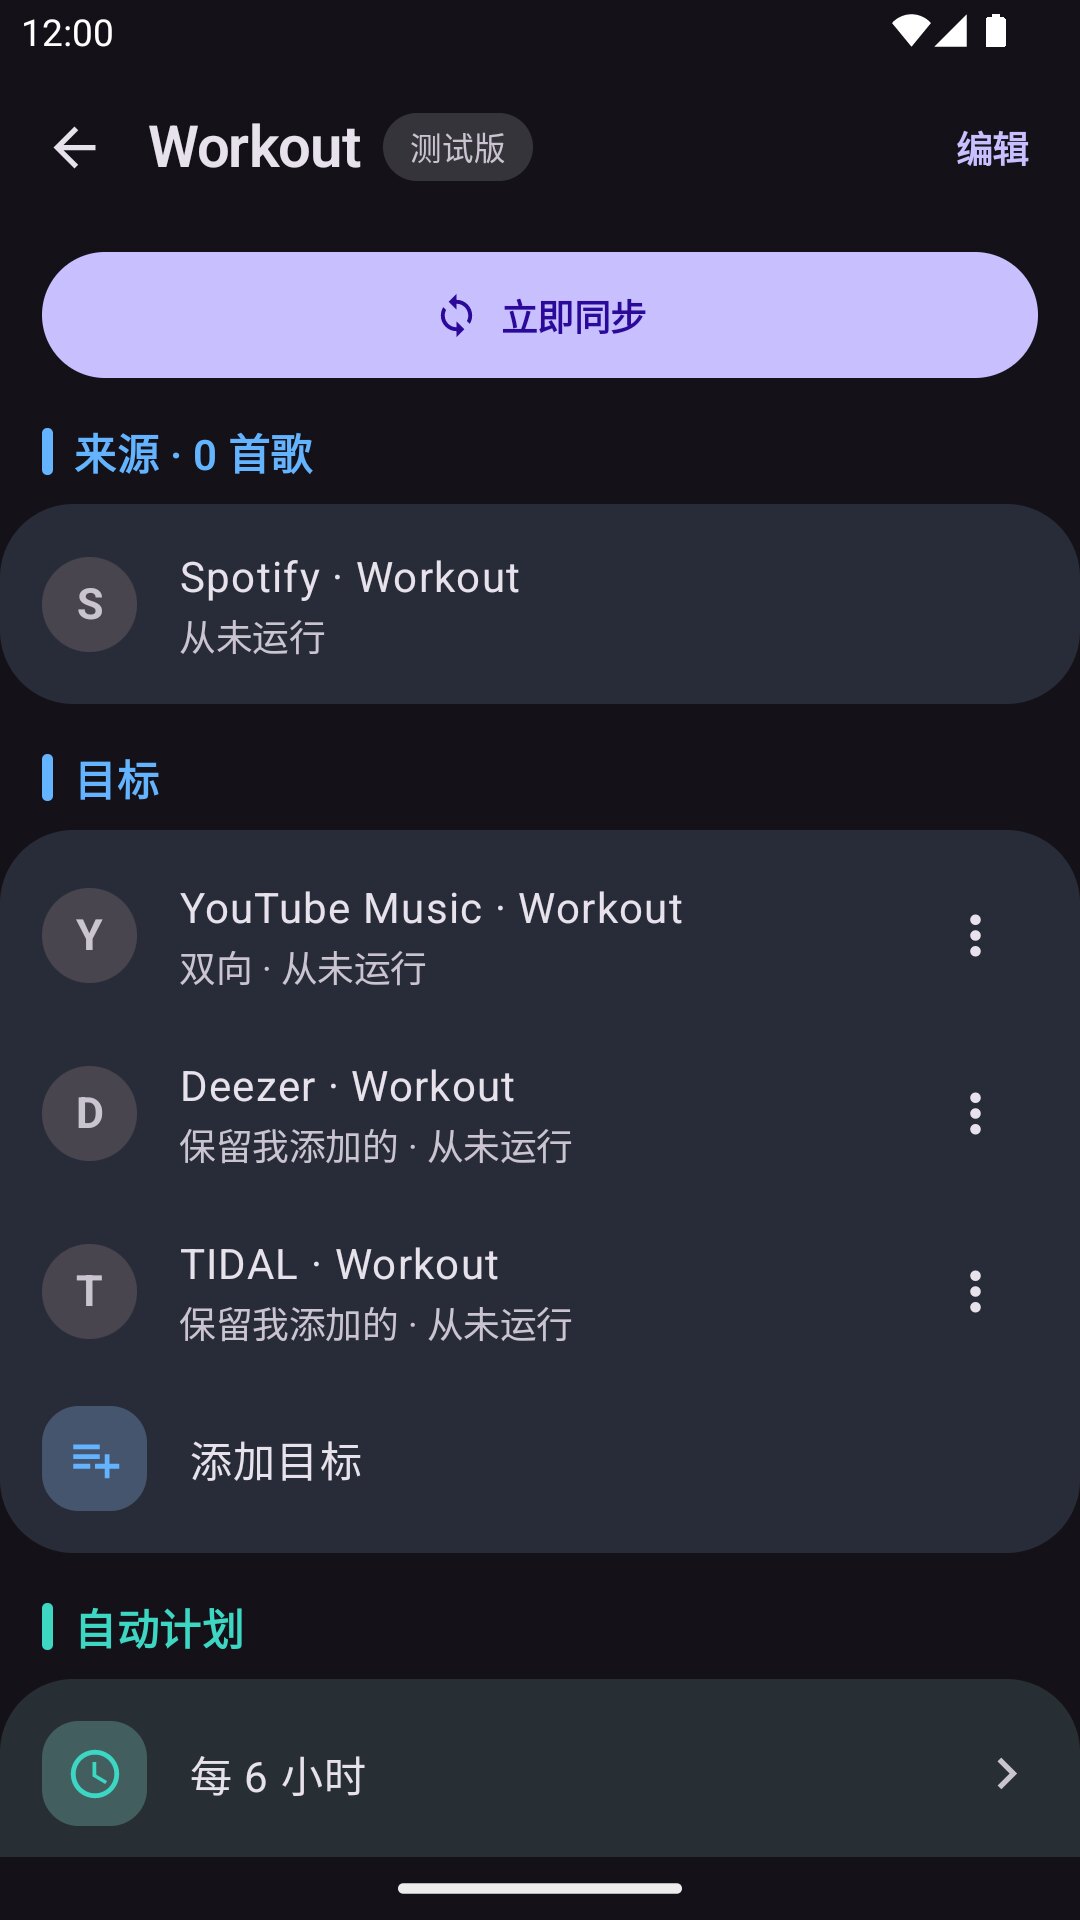 12:00
Workout
测试版
编辑
立即同步
来源 · 0 首歌
S
Spotify · Workout
从未运行
目标
Y
YouTube Music · Workout
双向 · 从未运行
D
Deezer · Workout
保留我添加的 · 从未运行
T
TIDAL · Workout
保留我添加的 · 从未运行
添加目标
自动计划
每 6 小时